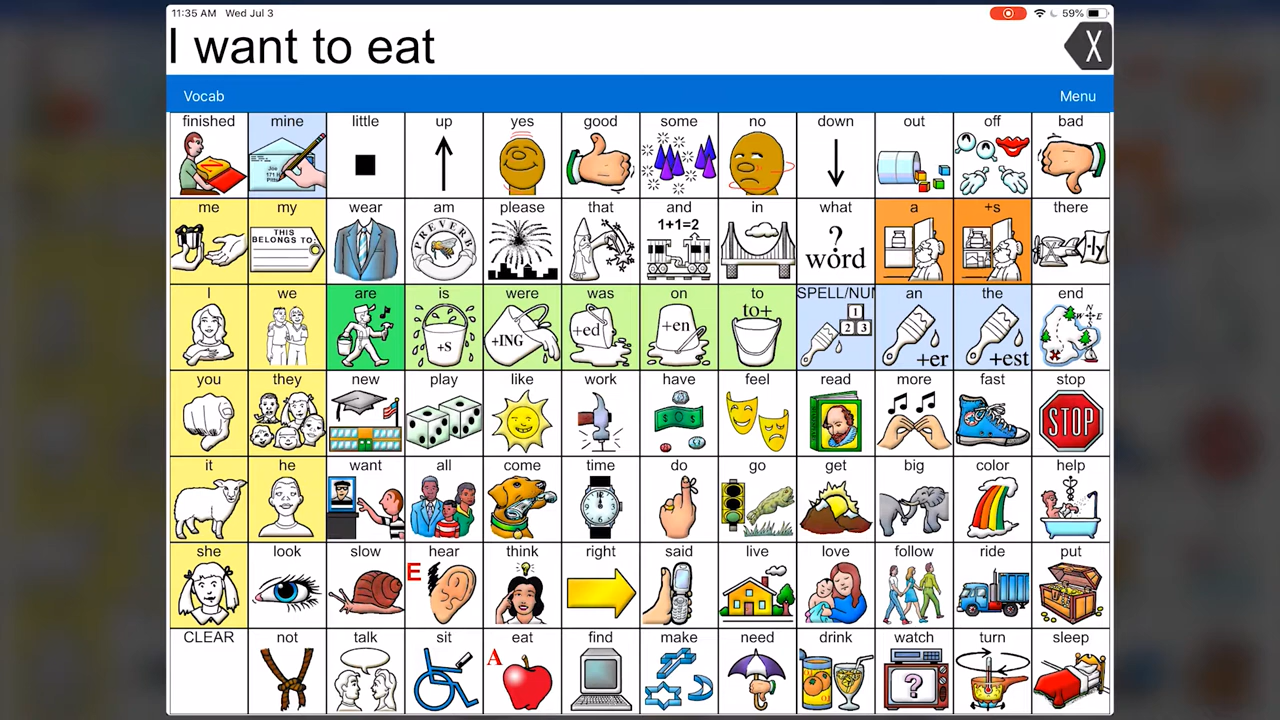 11:35 AM Wed Jul 3 59%
I want to eat
X
Vocab Menu
finished mine little up yes good some no down out off bad
me my wear am please that and in what a +s there
THIS BELONGS TO PREVERB 1+1=2 ? word -ly
I we are is were was on to SPELL/NUM an the end
+S +ING +ed +en to+ 1 2 3 +er +est N W E
you they new play like work have feel read more fast stop
STOP
it he want all come time do go get big color help
she look slow hear think right said live love follow ride put
E
CLEAR not talk sit eat find make need drink watch turn sleep
A ?